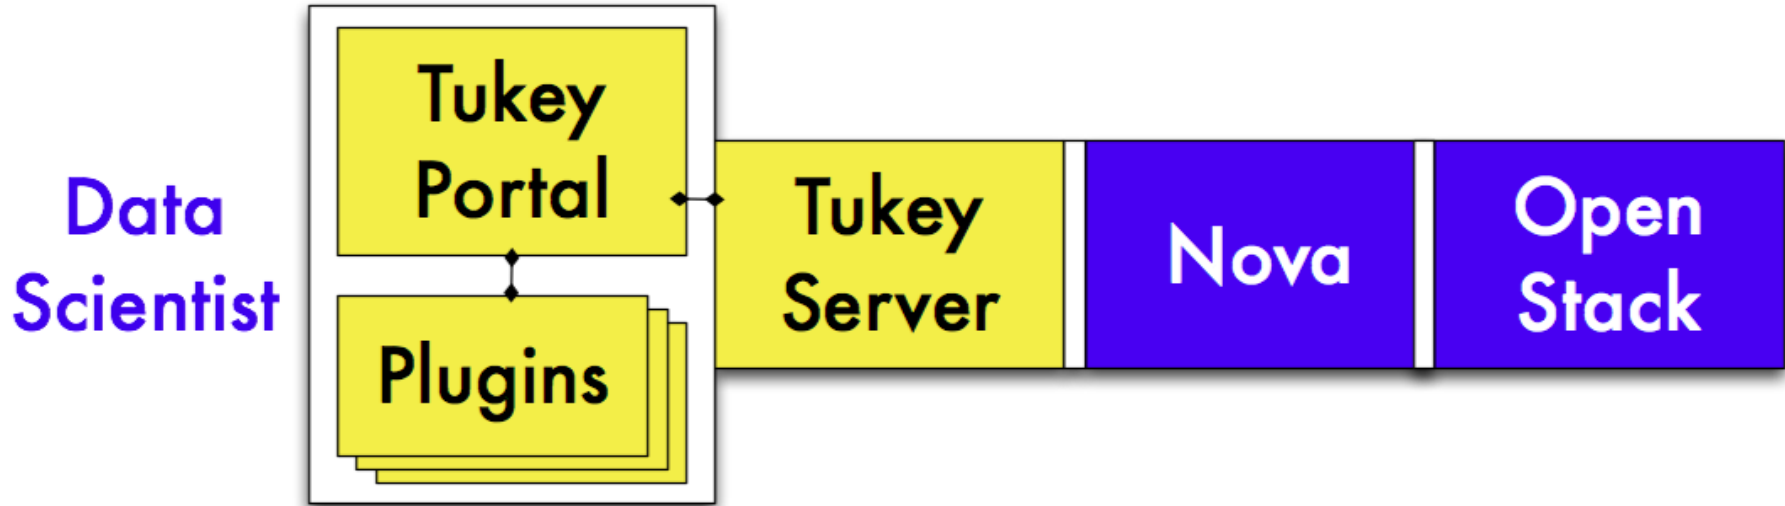 Data
Scientist
Tukey
Portal
Plugins
Tukey
Server
Nova
Open
Stack